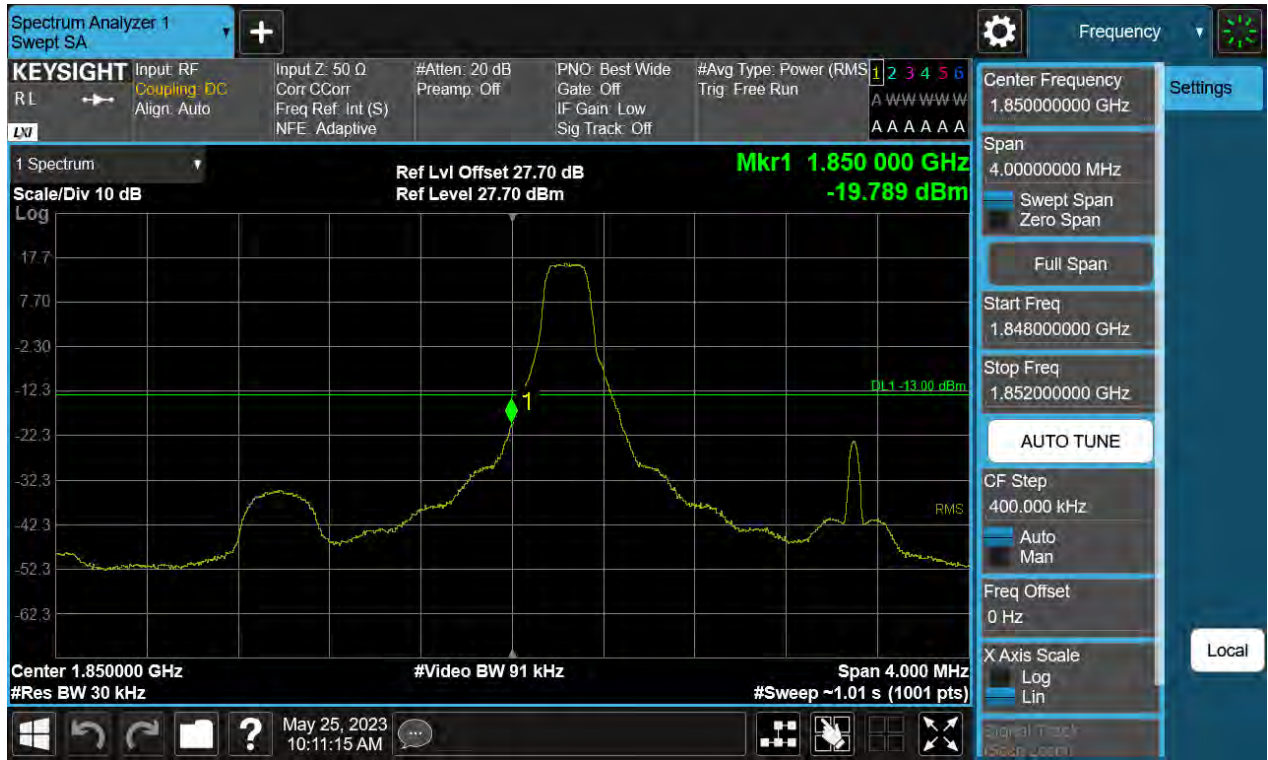 Spectrum Analyzer 1
Swept SA
Frequency
KEYSIGHT
RL
LXI
Input: RF
Coupling: DC
Align: Auto
Input Z: 50 Ω
Corr CCorr
Freq Ref: Int (S)
NFE: Adaptive
#Atten: 20 dB
Preamp: Off
PNO: Best Wide
Gate: Off
IF Gain: Low
Sig Track: Off
#Avg Type: Power (RMS
Trig: Free Run
1 2 3 4 5 6
A W W W W W
A A A A A A
1 Spectrum
Scale/Div 10 dB
Log
Ref Lvl Offset 27.70 dB
Ref Level 27.70 dBm
Mkr1 1.850 000 GHz
-19.789 dBm
17.7
7.70
-2.30
-12.3
-22.3
-32.3
-42.3
-52.3
-62.3
DL1 -13.00 dBm
1
RMS
Center 1.850000 GHz
#Video BW 91 kHz
Span 4.000 MHz
#Res BW 30 kHz
#Sweep ~1.01 s (1001 pts)
May 25, 2023
10:11:15 AM
Center Frequency
1.850000000 GHz
Settings
Span
4.00000000 MHz
Swept Span
Zero Span
Full Span
Start Freq
1.848000000 GHz
Stop Freq
1.852000000 GHz
AUTO TUNE
CF Step
400.000 kHz
Auto
Man
Freq Offset
0 Hz
X Axis Scale
Log
Lin
Local
Signal Track
(Span Zoom)